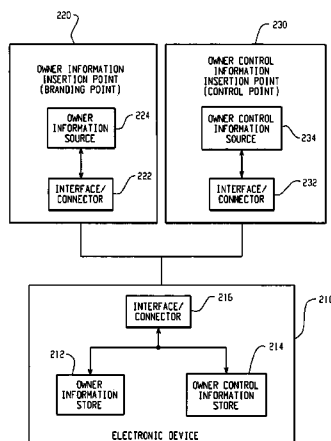 220
230
OWNER INFORMATION
INSERTION POINT
(BRANDING POINT)
OWNER
INFORMATION
SOURCE
224
INTERFACE/
CONNECTOR
222
OWNER CONTROL
INFORMATION
INSERTION POINT
(CONTROL POINT)
OWNER CONTROL
INFORMATION
SOURCE
234
INTERFACE/
CONNECTOR
232
INTERFACE/
CONNECTOR
216
210
212
OWNER
INFORMATION
STORE
214
OWNER CONTROL
INFORMATION
STORE
ELECTRONIC DEVICE